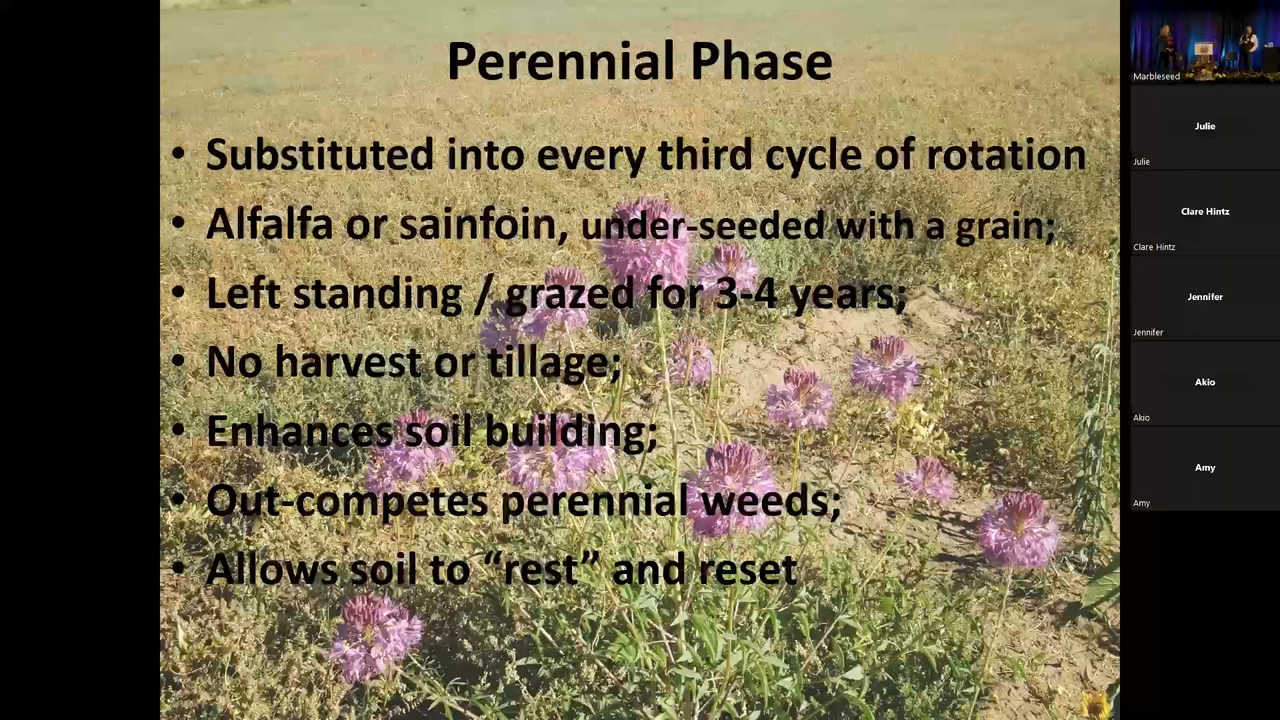 Perennial Phase
• Substituted into every third cycle of rotation
• Alfalfa or sainfoin, under-seeded with a grain;
• Left standing / grazed for 3-4 years;
• No harvest or tillage;
• Enhances soil building;
• Out-competes perennial weeds;
• Allows soil to “rest” and reset
Marbleseed
Julie
Julie
Clare Hintz
Clare Hintz
Jennifer
Jennifer
Akio
Akio
Amy
Amy